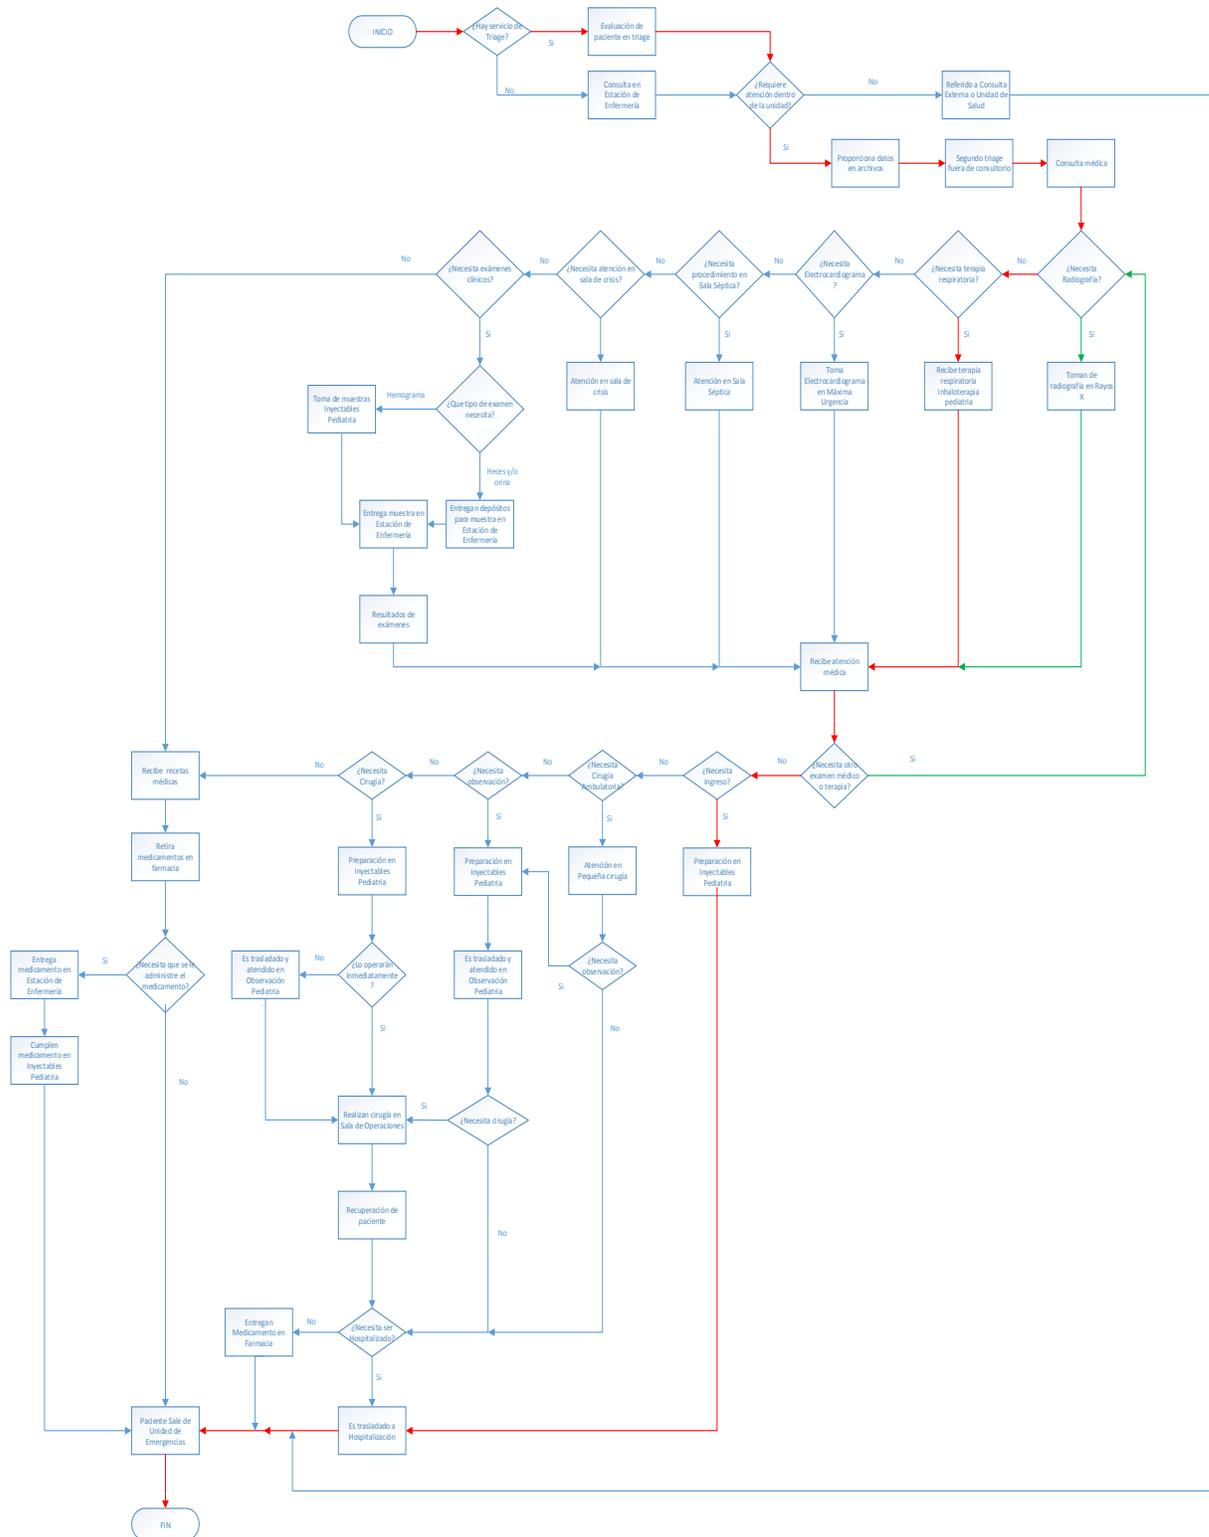 INICIO
¿Hay servicio de
Triage?
Si
Evaluación de
paciente en triage
No
Consulta en
Estación de
Enfermería
¿Requiere
atención dentro
de la unidad?
No
Referido a Consulta
Externa o Unidad de
Salud
Si
Proporciona datos
en archivos
Segundo triage
fuera de consultorio
Consulta médica
No
¿Necesita exámenes
clínicos?
No
¿Necesita atención en
sala de crisis?
No
¿Necesita
procedimiento en
Sala Séptica?
No
¿Necesita
Electrocardiograma
?
No
¿Necesita terapia
respiratoria?
No
¿Necesita
Radiografía?
Si
Si
Si
Si
Si
Si
Toma de muestras
Inyectables
Pediatria
Hemograma
¿Que tipo de examen
necesita?
Atención en sala de
crisis
Atención en Sala
Séptica
Toma
Electrocardiograma
en Máxima
Urgencia
Recibe terapia
respiratoria
Inhaloterapia
pediatria
Toman de
radiografía en Rayos
X
Heces y/o
orina
Entrega muestra en
Estación de
Enfermería
Entregan depósitos
para muestra en
Estación de
Enfermería
Resultados de
exámenes
Recibe atención
médica
Recibe recetas
médicas
No
¿Necesita
Cirugía?
No
¿Necesita
observación?
No
¿Necesita
Cirugía
Ambulatoria?
No
¿Necesita
ingreso?
No
¿Necesita otro
examen médico
o terapia?
Si
Si
Si
Si
Si
Retira
medicamentos en
farmacia
Preparación en
Inyectables
Pediatria
Preparación en
Inyectables
Pediatria
Atención en
Pequeña cirugía
Preparación en
Inyectables
Pediatria
Entrega
medicamento en
Estación de
Enfermería
Si
¿Necesita que se le
administre el
medicamento?
Es trasladado y
atendido en
Observación
Pediatria
No
¿Lo operarán
inmediatamente
?
Es trasladado y
atendido en
Observación
Pediatria
¿Necesita
observación?
Si
Cumplen
medicamento en
Inyectables
Pediatria
No
Si
No
Realizan cirugía en
Sala de Operaciones
Si
¿Necesita cirugía?
Recuperación de
paciente
No
Entregan
Medicamento en
Farmacia
No
¿Necesita ser
Hospitalizado?
Si
Paciente Sale de
Unidad de
Emergencias
Es trasladado a
Hospitalización
FIN